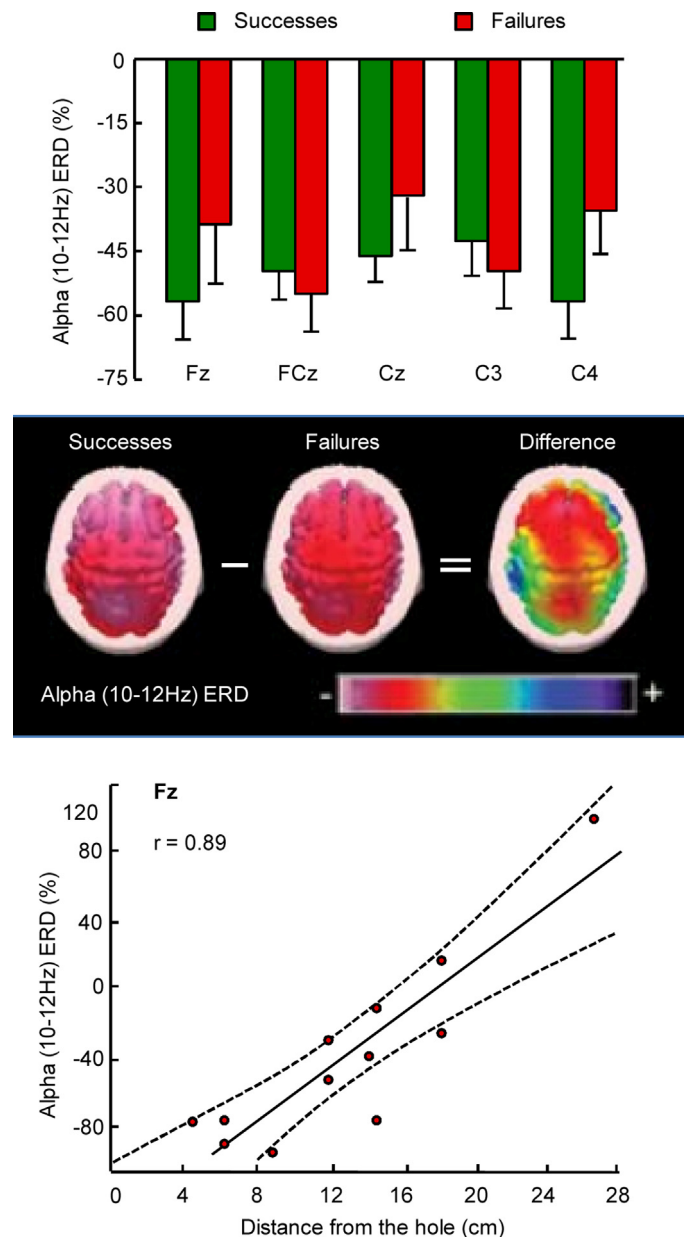 Successes Failures
0
-15
-30
-45
-60
-75
Alpha (10-12Hz) ERD (%)
Fz FCz Cz C3 C4
Successes Failures Difference
– =
Alpha (10-12Hz) ERD - +
Fz
r = 0.89
120
80
40
0
-40
-80
Alpha (10-12Hz) ERD (%)
0 4 8 12 16 20 24 28
Distance from the hole (cm)